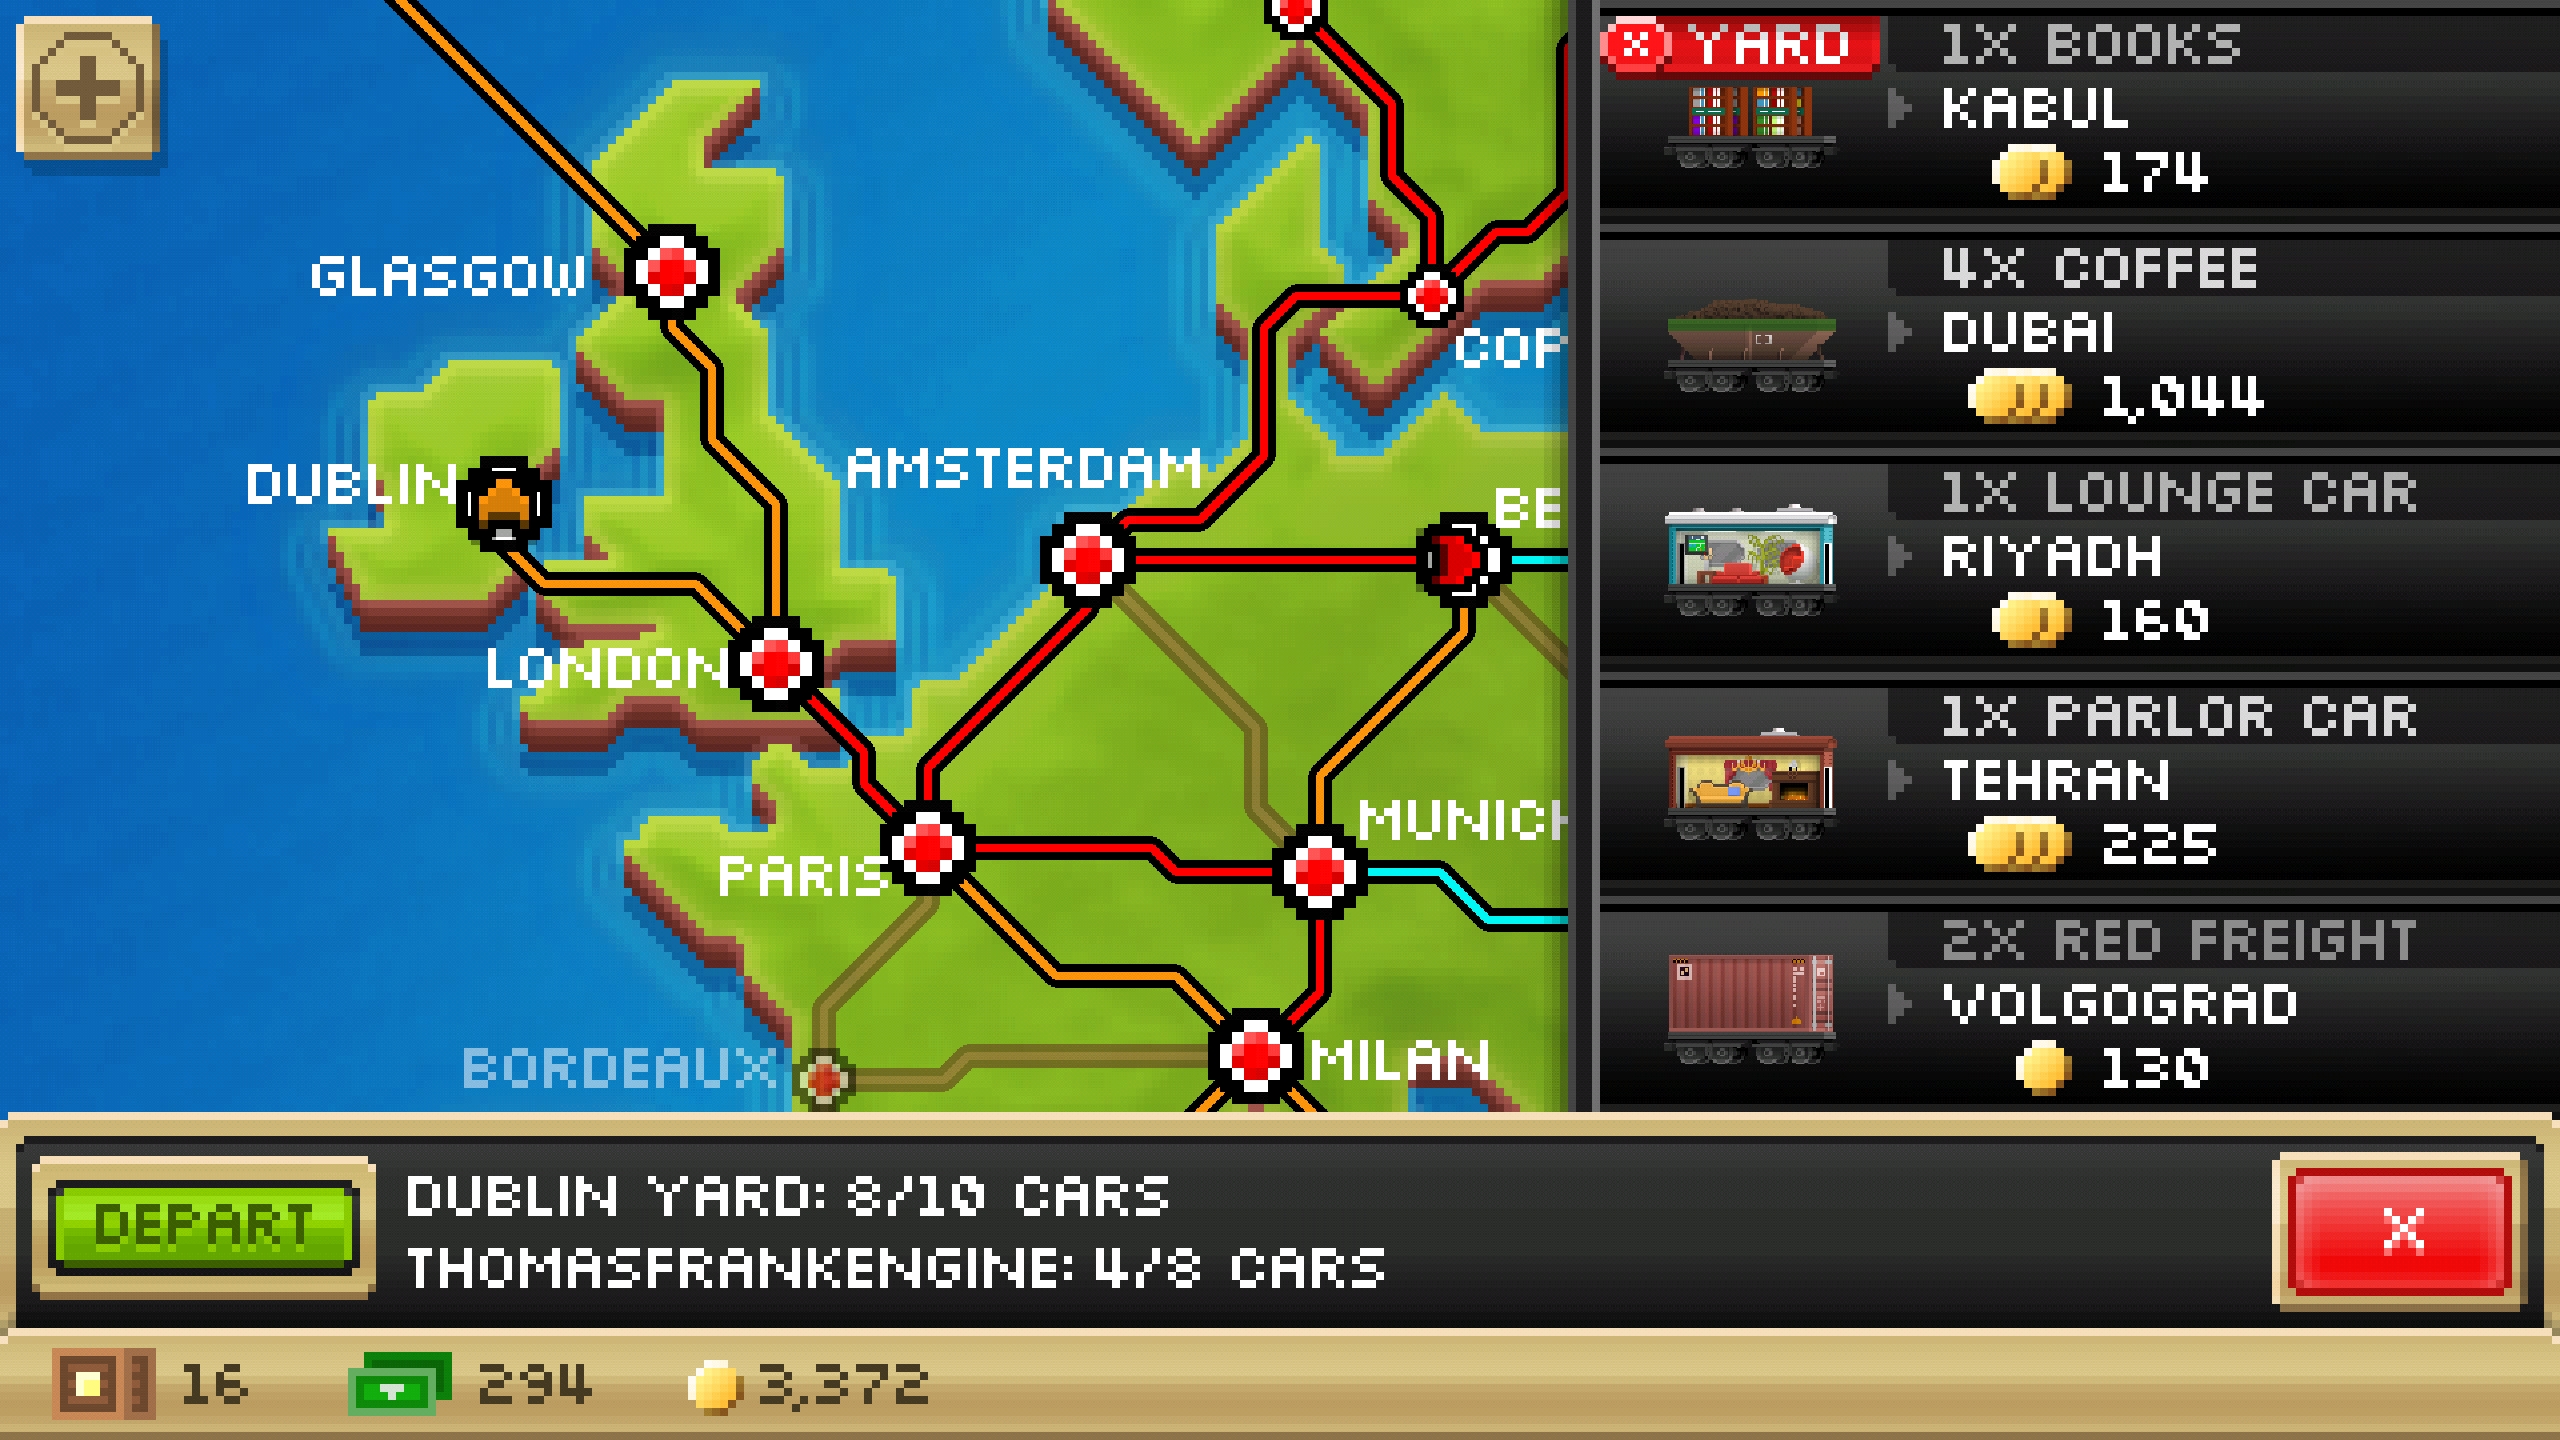 GLASGOW
DUBLIN
AMSTERDAM
COP
BE
LONDON
MUNICH
PARIS
BORDEAUX
MILAN
X YARD
1X BOOKS
KABUL
174
4X COFFEE
DUBAI
1,044
1X LOUNGE CAR
RIYADH
160
1X PARLOR CAR
TEHRAN
225
2X RED FREIGHT
VOLGOGRAD
130
DEPART
DUBLIN YARD: 8/10 CARS
THOMASFRANKENGINE: 4/8 CARS
X
16 294 3,372